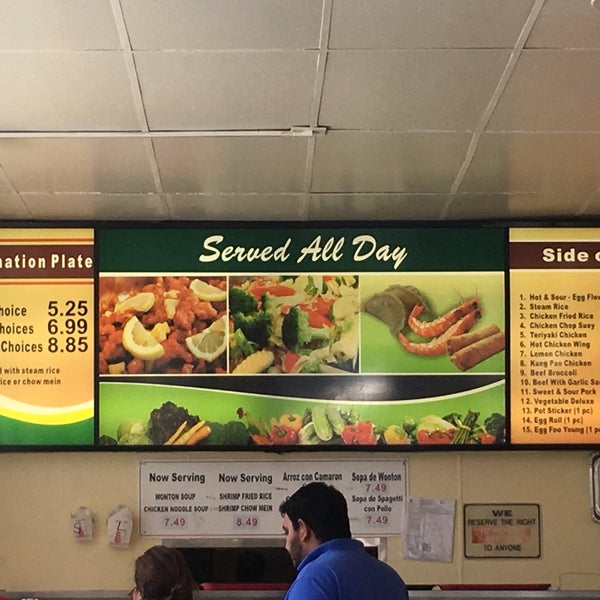 nation Plate
hoice 5.25
hoices 6.99
Choices 8.85
d with steam rice
ice or chow mein
Served All Day
Side o
1. Hot & Sour - Egg Flow
2. Steam Rice
3. Chicken Fried Rice
4. Chicken Chop Suey
5. Teriyaki Chicken
6. Hot Chicken Wing
7. Lemon Chicken
8. Kung Pao Chicken
9. Beef Broccoli
10. Beef With Garlic Sau
11. Sweet & Sour Pork
12. Vegetable Deluxe
13. Pot Sticker (1 pc)
14. Egg Roll (1 pc)
15. Egg Foo Young (1 pc
Now Serving
WONTON SOUP
CHICKEN NOODLE SOUP
7.49
Now Serving
SHRIMP FRIED RICE
SHRIMP CHOW MEIN
8.49
Arroz con Camaron
Sopa de Wonton
7.49
Sopa de Spagetti
con Pollo
7.49
WE
RESERVE THE RIGHT
TO ANYONE